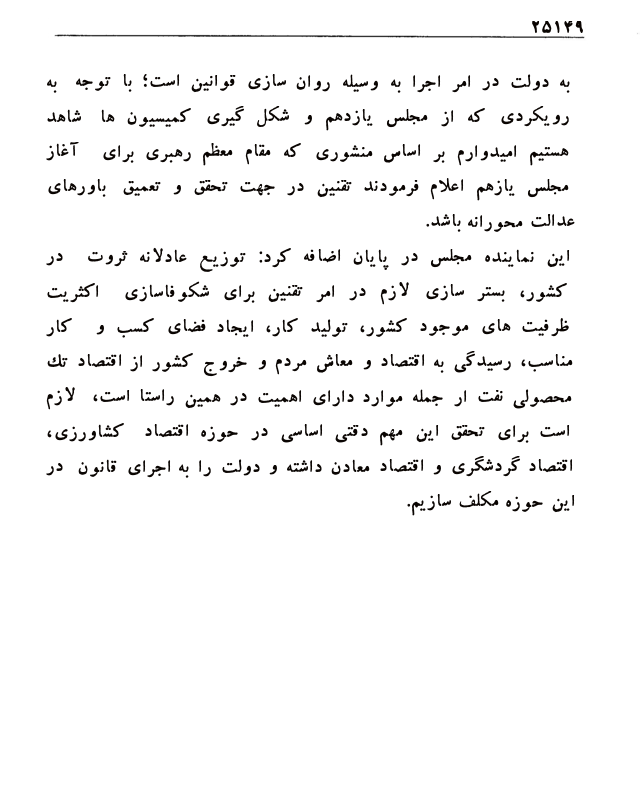 ۲۵۱۴۹
به دولت در امر اجرا به وسیله روان سازی قوانین است؛ با توجه به
رویکردی که از مجلس یازدهم و شکل گیری کمیسیون ها شاهد
هستیم امیدوارم بر اساس منشوری که مقام معظم رهبری برای آغاز
مجلس یازهم اعلام فرمودند تقنین در جهت تحقق و تعمیق باورهای
عدالت محورانه باشد.
این نماینده مجلس در پایان اضافه کرد: توزیع عادلانه ثروت در
کشور، بستر سازی لازم در امر تقنین برای شکوفاسازی اکثریت
ظرفیت های موجود کشور، تولید کار، ایجاد فضای کسب و کار
مناسب، رسیدگی به اقتصاد و معاش مردم و خروج کشور از اقتصاد تك
محصولی نفت ار جمله موارد دارای اهمیت در همین راستا است، لازم
است برای تحقق این مهم دقتی اساسی در حوزه اقتصاد کشاورزی،
اقتصاد گردشگری و اقتصاد معادن داشته و دولت را به اجرای قانون در
این حوزه مکلف سازیم.